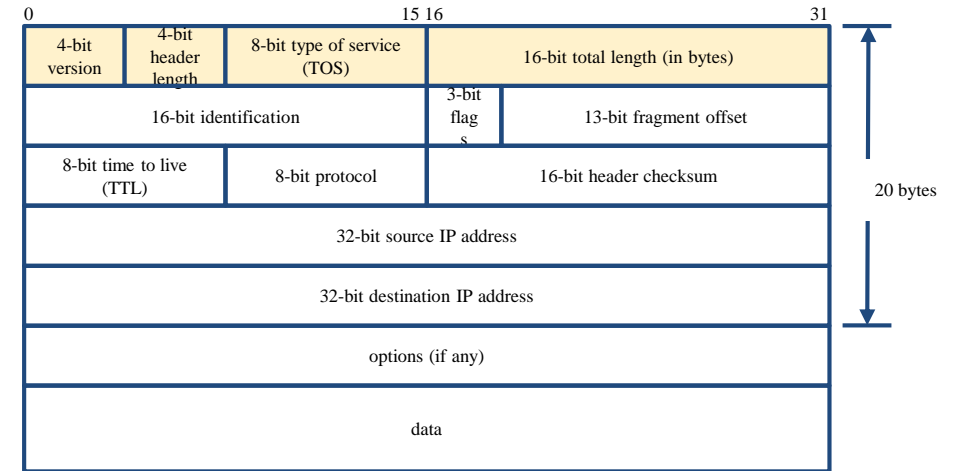 0
15 16
31
4-bit
version
4-bit
header
length
8-bit type of service
(TOS)
16-bit total length (in bytes)
16-bit identification
3-bit
flag
s
13-bit fragment offset
8-bit time to live
(TTL)
8-bit protocol
16-bit header checksum
20 bytes
32-bit source IP address
32-bit destination IP address
options (if any)
data